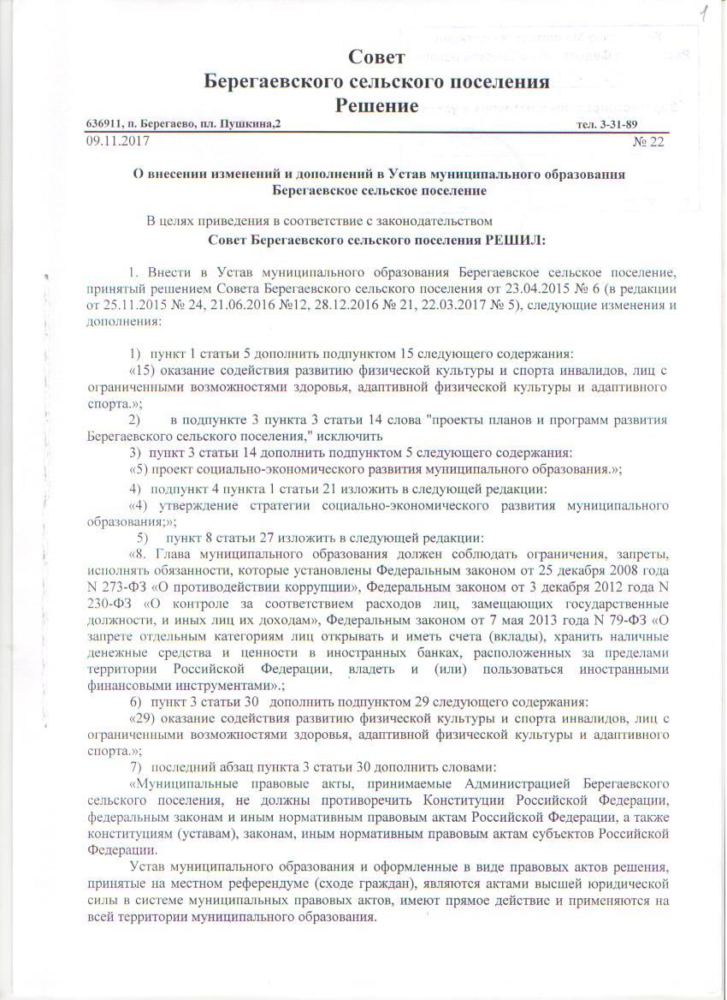 1
Совет
Берегаевского сельского поселения
Решение
636911, п. Берегаево, пл. Пушкина,2 тел. 3-31-89
09.11.2017 № 22
О внесении изменений и дополнений в Устав муниципального образования
Берегаевское сельское поселение
В целях приведения в соответствие с законодательством
Совет Берегаевского сельского поселения РЕШИЛ:
1. Внести в Устав муниципального образования Берегаевское сельское поселение,
принятый решением Совета Берегаевского сельского поселения от 23.04.2015 № 6 (в редакции
от 25.11.2015 № 24, 21.06.2016 №12, 28.12.2016 № 21, 22.03.2017 № 5), следующие изменения и
дополнения:
1) пункт 1 статьи 5 дополнить подпунктом 15 следующего содержания:
«15) оказание содействия развитию физической культуры и спорта инвалидов, лиц с
ограниченными возможностями здоровья, адаптивной физической культуры и адаптивного
спорта.»;
2) в подпункте 3 пункта 3 статьи 14 слова "проекты планов и программ развития
Берегаевского сельского поселения," исключить
3) пункт 3 статьи 14 дополнить подпунктом 5 следующего содержания:
«5) проект социально-экономического развития муниципального образования.»;
4) подпункт 4 пункта 1 статьи 21 изложить в следующей редакции:
«4) утверждение стратегии социально-экономического развития муниципального
образования;»;
5) пункт 8 статьи 27 изложить в следующей редакции:
«8. Глава муниципального образования должен соблюдать ограничения, запреты,
исполнять обязанности, которые установлены Федеральным законом от 25 декабря 2008 года
N 273-ФЗ «О противодействии коррупции», Федеральным законом от 3 декабря 2012 года N
230-ФЗ «О контроле за соответствием расходов лиц, замещающих государственные
должности, и иных лиц их доходам», Федеральным законом от 7 мая 2013 года N 79-ФЗ «О
запрете отдельным категориям лиц открывать и иметь счета (вклады), хранить наличные
денежные средства и ценности в иностранных банках, расположенных за пределами
территории Российской Федерации, владеть и (или) пользоваться иностранными
финансовыми инструментами».;
6) пункт 3 статьи 30 дополнить подпунктом 29 следующего содержания:
«29) оказание содействия развитию физической культуры и спорта инвалидов, лиц с
ограниченными возможностями здоровья, адаптивной физической культуры и адаптивного
спорта.»;
7) последний абзац пункта 3 статьи 30 дополнить словами:
«Муниципальные правовые акты, принимаемые Администрацией Берегаевского
сельского поселения, не должны противоречить Конституции Российской Федерации,
федеральным законам и иным нормативным правовым актам Российской Федерации, а также
конституциям (уставам), законам, иным нормативным правовым актам субъектов Российской
Федерации.
Устав муниципального образования и оформленные в виде правовых актов решения,
принятые на местном референдуме (сходе граждан), являются актами высшей юридической
силы в системе муниципальных правовых актов, имеют прямое действие и применяются на
всей территории муниципального образования.